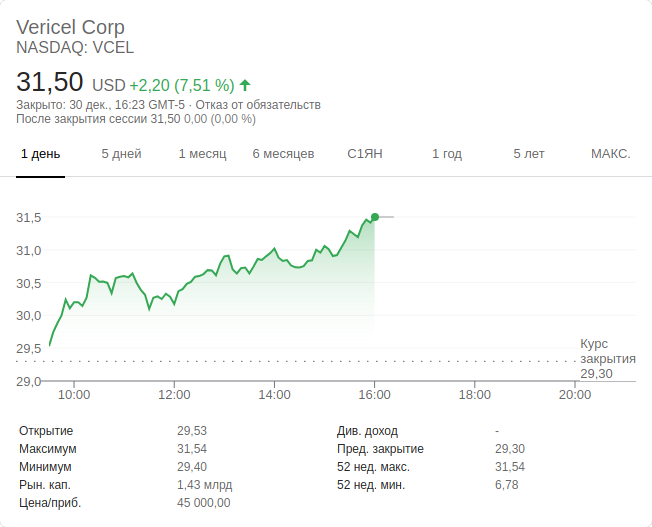 Vericel Corp
NASDAQ: VCEL
31,50 USD +2,20 (7,51 %)
Закрыто: 30 дек., 16:23 GMT-5 · Отказ от обязательств
После закрытия сессии 31,50 0,00 (0,00 %)
1 день 5 дней 1 месяц 6 месяцев С1ЯН 1 год 5 лет МАКС.
31,5
31,0
30,5
30,0
29,5
29,0
Курс
закрытия
29,30
10:00 12:00 14:00 16:00 18:00 20:00
Открытие 29,53 Див. доход -
Максимум 31,54 Пред. закрытие 29,30
Минимум 29,40 52 нед. макс. 31,54
Рын. кап. 1,43 млрд 52 нед. мин. 6,78
Цена/приб. 45 000,00